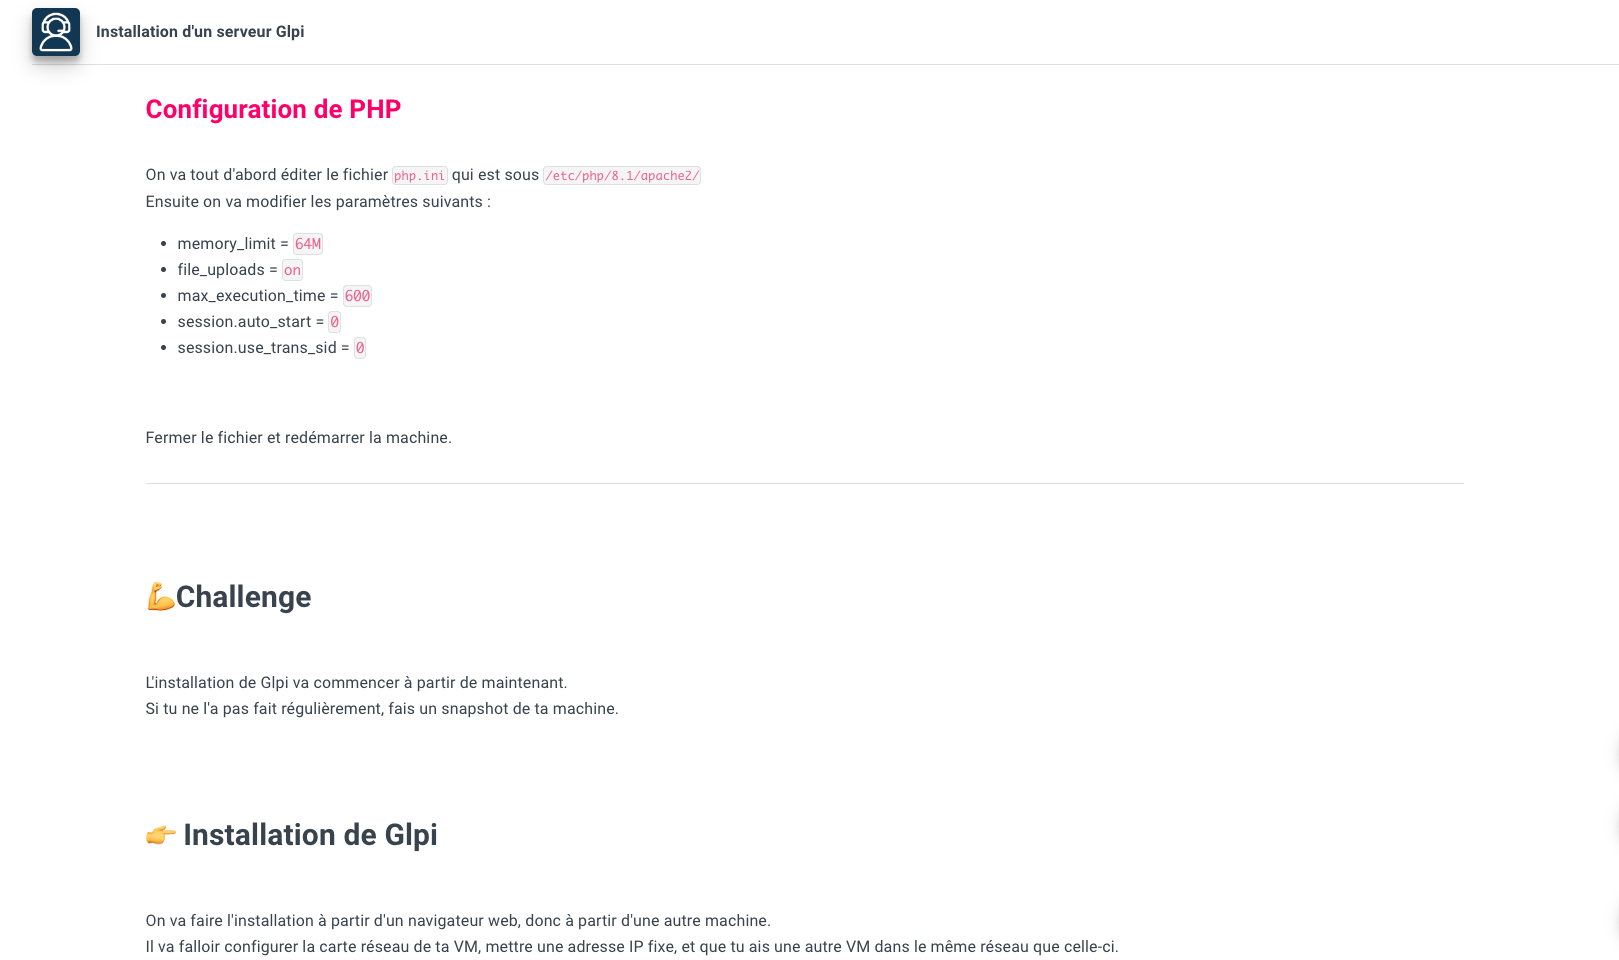 Installation d'un serveur Glpi
Configuration de PHP
On va tout d'abord éditer le fichier php.ini qui est sous /etc/php/8.1/apache2/
Ensuite on va modifier les paramètres suivants :
• memory_limit = 64M
• file_uploads = on
• max_execution_time = 600
• session.auto_start = 0
• session.use_trans_sid = 0
Fermer le fichier et redémarrer la machine.
💪Challenge
L'installation de Glpi va commencer à partir de maintenant.
Si tu ne l'a pas fait régulièrement, fais un snapshot de ta machine.
👉 Installation de Glpi
On va faire l'installation à partir d'un navigateur web, donc à partir d'une autre machine.
Il va falloir configurer la carte réseau de ta VM, mettre une adresse IP fixe, et que tu ais une autre VM dans le même réseau que celle-ci.